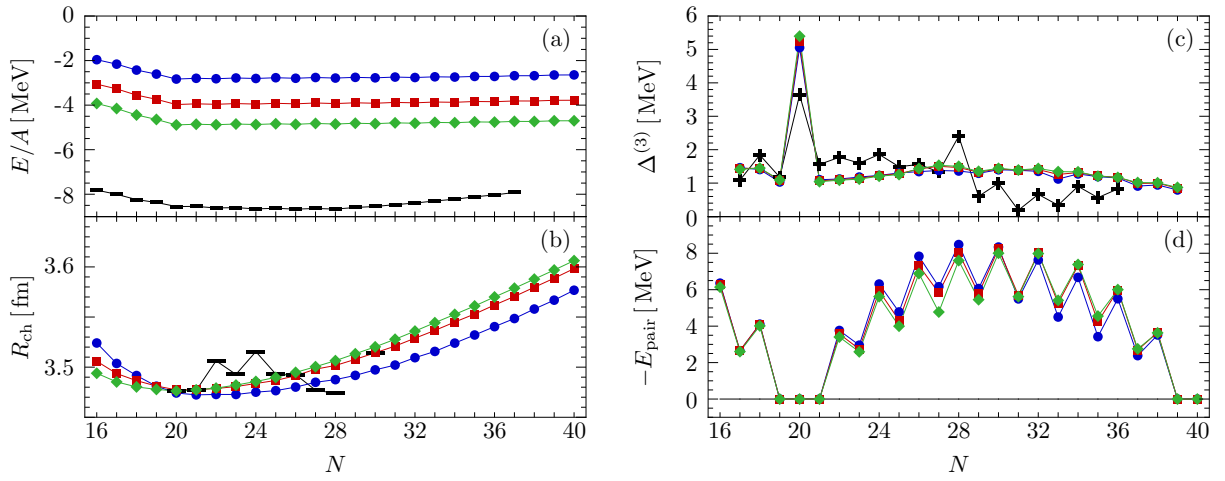 0
-2
-4
-6
-8
E/A [MeV]
(a)
3.6
3.5
R_ch [fm]
(b)
16 20 24 28 32 36 40
N
6
5
4
3
2
1
0
Δ^(3) [MeV]
(c)
8
6
4
2
0
−E_pair [MeV]
(d)
16 20 24 28 32 36 40
N